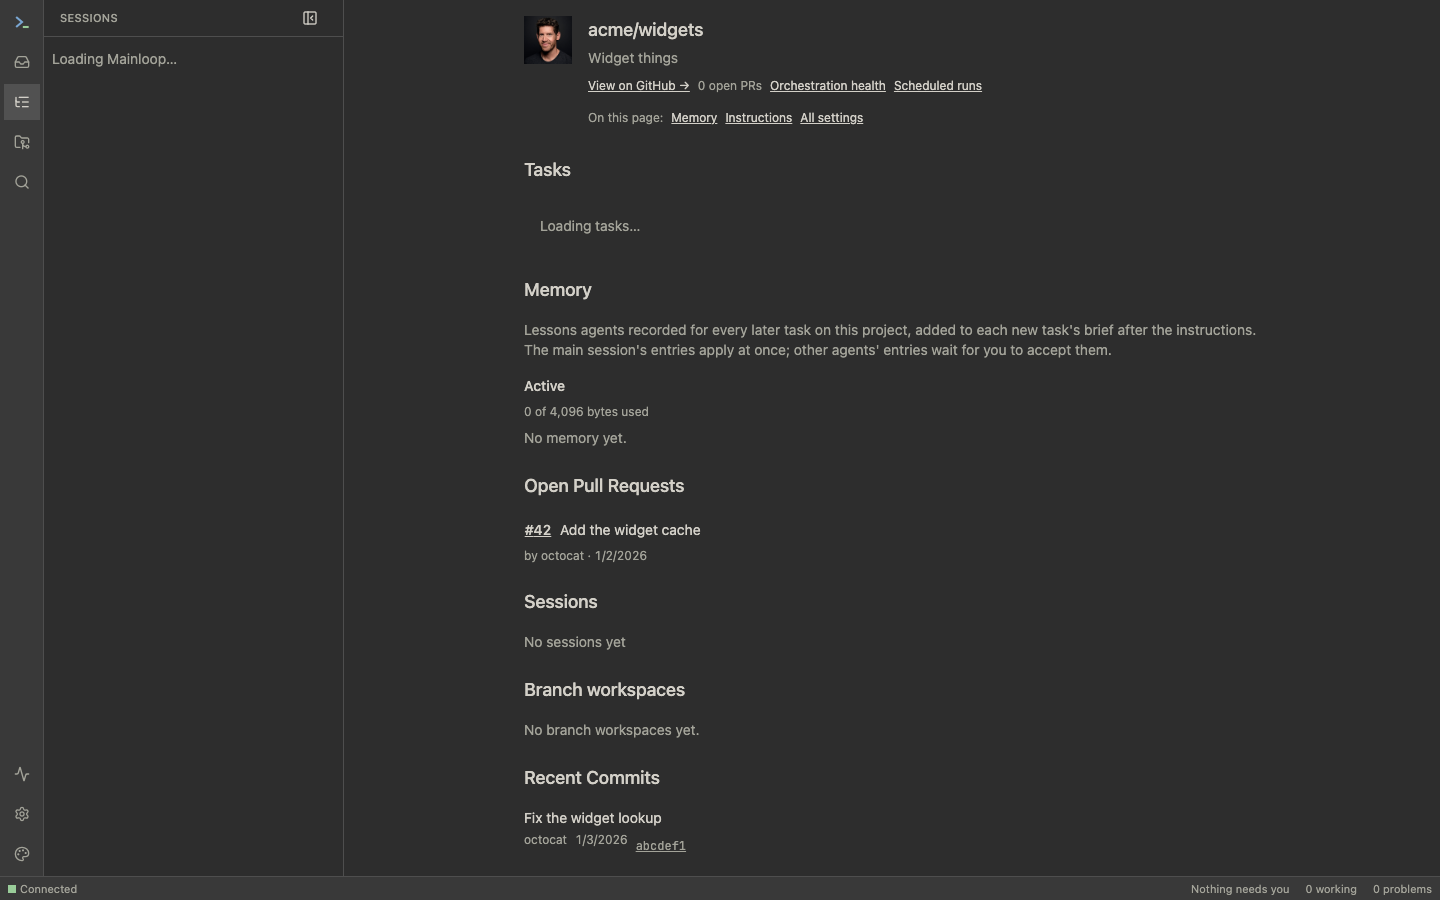 SESSIONS
Loading Mainloop...
acme/widgets
Widget things
View on GitHub → 0 open PRs Orchestration health Scheduled runs
On this page: Memory Instructions All settings
Tasks
Loading tasks...
Memory
Lessons agents recorded for every later task on this project, added to each new task's brief after the instructions.
The main session's entries apply at once; other agents' entries wait for you to accept them.
Active
0 of 4,096 bytes used
No memory yet.
Open Pull Requests
#42 Add the widget cache
by octocat · 1/2/2026
Sessions
No sessions yet
Branch workspaces
No branch workspaces yet.
Recent Commits
Fix the widget lookup
octocat 1/3/2026 abcdef1
Connected
Nothing needs you 0 working 0 problems